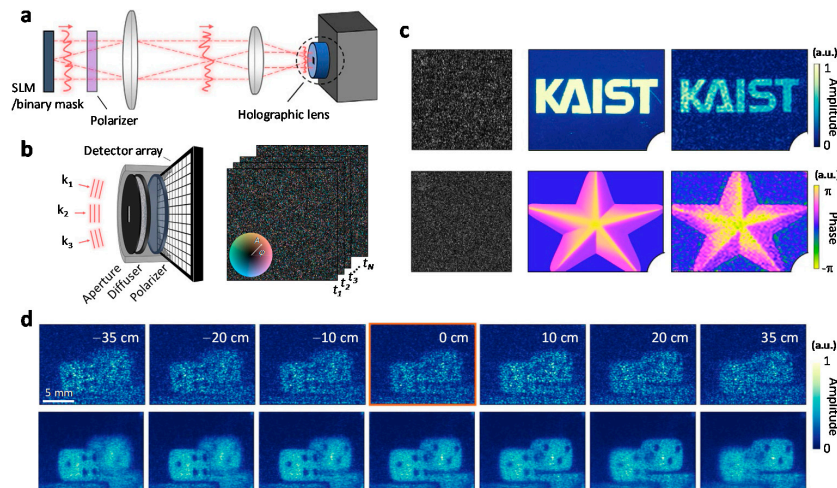 a
SLM
/binary mask
Polarizer
Holographic lens
b
Detector array
k1
k2
k3
Aperture
Diffuser
Polarizer
t1
t2
t3
tN
c
KAIST
KAIST
(a.u.)
1
Amplitude
0
(a.u.)
π
Phase
-π
d
−35 cm
−20 cm
−10 cm
0 cm
10 cm
20 cm
35 cm
5 mm
(a.u.)
1
Amplitude
0